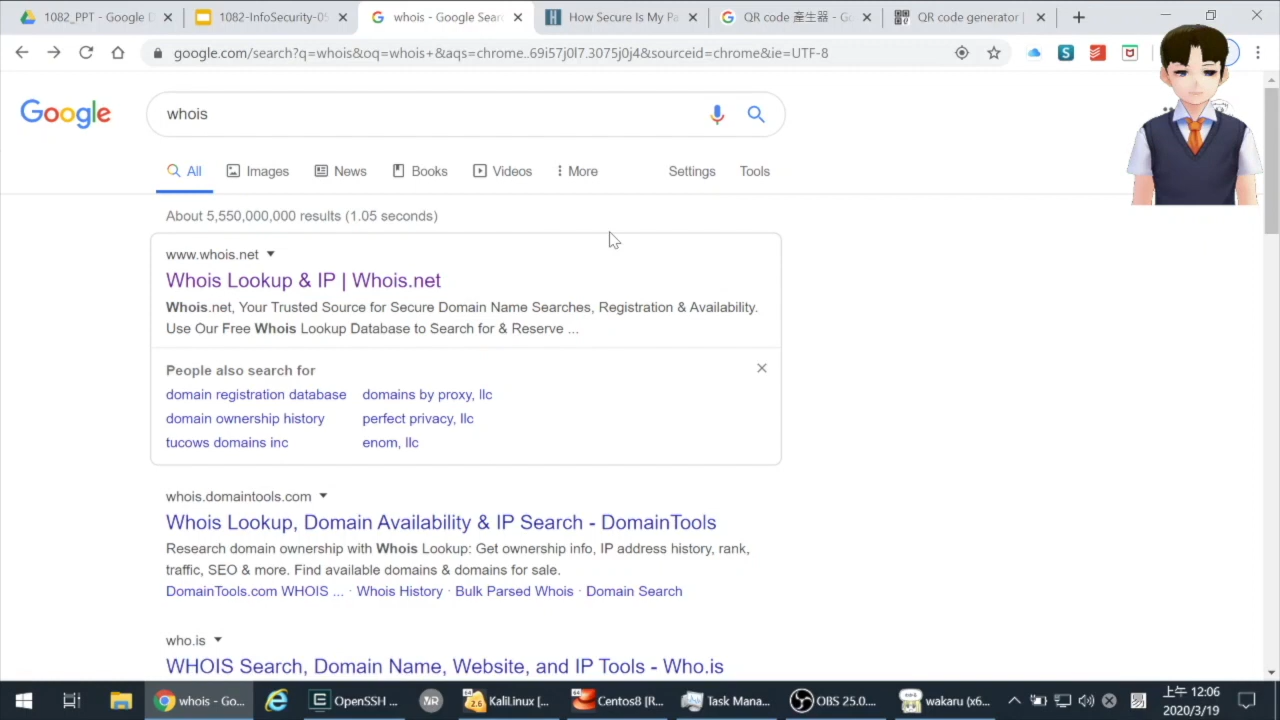 1082_PPT - Google D
1082-InfoSecurity-05
whois - Google Sear
How Secure Is My Pa
QR code 產生器 - Go
QR code generator |
google.com/search?q=whois&oq=whois+&aqs=chrome..69i57j0l7.3075j0j4&sourceid=chrome&ie=UTF-8
Google
whois
All
Images
News
Books
Videos
More
Settings
Tools
About 5,550,000,000 results (1.05 seconds)
www.whois.net
Whois Lookup & IP | Whois.net
Whois.net, Your Trusted Source for Secure Domain Name Searches, Registration & Availability.
Use Our Free Whois Lookup Database to Search for & Reserve ...
People also search for
domain registration database
domains by proxy, llc
domain ownership history
perfect privacy, llc
tucows domains inc
enom, llc
whois.domaintools.com
Whois Lookup, Domain Availability & IP Search - DomainTools
Research domain ownership with Whois Lookup: Get ownership info, IP address history, rank,
traffic, SEO & more. Find available domains & domains for sale.
DomainTools.com WHOIS ... · Whois History · Bulk Parsed Whois · Domain Search
who.is
WHOIS Search, Domain Name, Website, and IP Tools - Who.is
whois - Go...
OpenSSH ...
KaliLinux [...
Centos8 [R...
Task Mana...
OBS 25.0....
wakaru (x6...
上午 12:06
2020/3/19